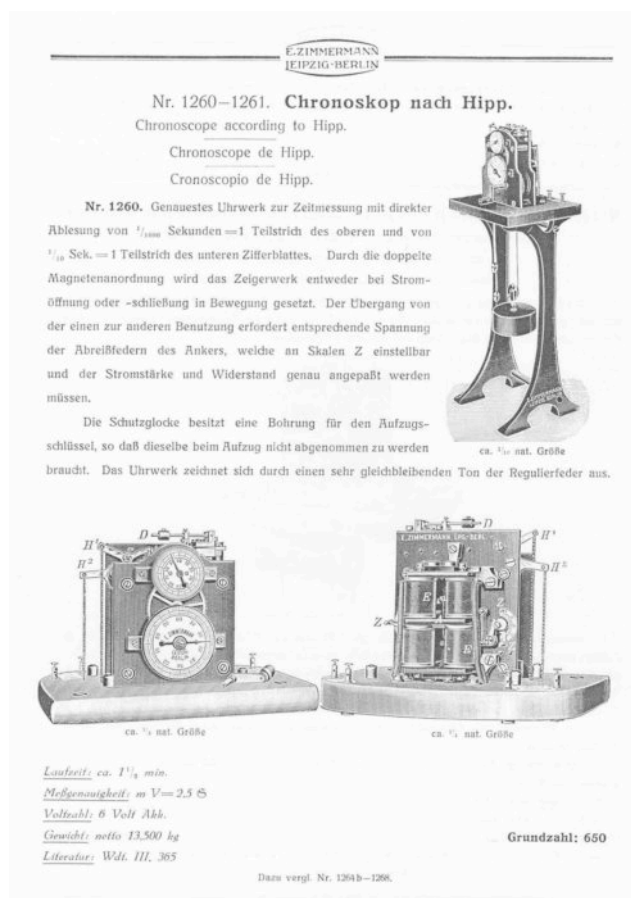 E. ZIMMERMANN
LEIPZIG-BERLIN
Nr. 1260–1261. Chronoskop nach Hipp.
Chronoscope according to Hipp.
Chronoscope de Hipp.
Cronoscopio de Hipp.
Nr. 1260. Genauestes Uhrwerk zur Zeitmessung mit direkter
Ablesung von 1/1000 Sekunden = 1 Teilstrich des oberen und von
1/10 Sek. = 1 Teilstrich des unteren Zifferblattes. Durch die doppelte
Magnetenanordnung wird das Zeigerwerk entweder bei Strom-
öffnung oder -schließung in Bewegung gesetzt. Der Übergang von
der einen zur anderen Benutzung erfordert entsprechende Spannung
der Abreißfedern des Ankers, welche an Skalen Z einstellbar
und der Stromstärke und Widerstand genau angepaßt werden
müssen.
Die Schutzglocke besitzt eine Bohrung für den Aufzugs-
schlüssel, so daß dieselbe beim Aufzug nicht abgenommen zu werden
braucht. Das Uhrwerk zeichnet sich durch einen sehr gleichbleibenden Ton der Regulierfeder aus.
ca. 1/10 nat. Größe
D
H¹
H²
E. ZIMMERMANN
BERLIN
ca. nat. Größe
E. ZIMMERMANN, LPG.-BERL.
D
H¹
H²
E
Z
Z
E
ca. nat. Größe
Laufzeit: ca. 1 min.
Meßgenauigkeit: m V = 2,5 
Voltzahl: 6 Volt Akk.
Gewicht: netto 13,500 kg
Literatur: Wdt. III, 365
Grundzahl: 650
Dazu vergl. Nr. 1264b–1268.